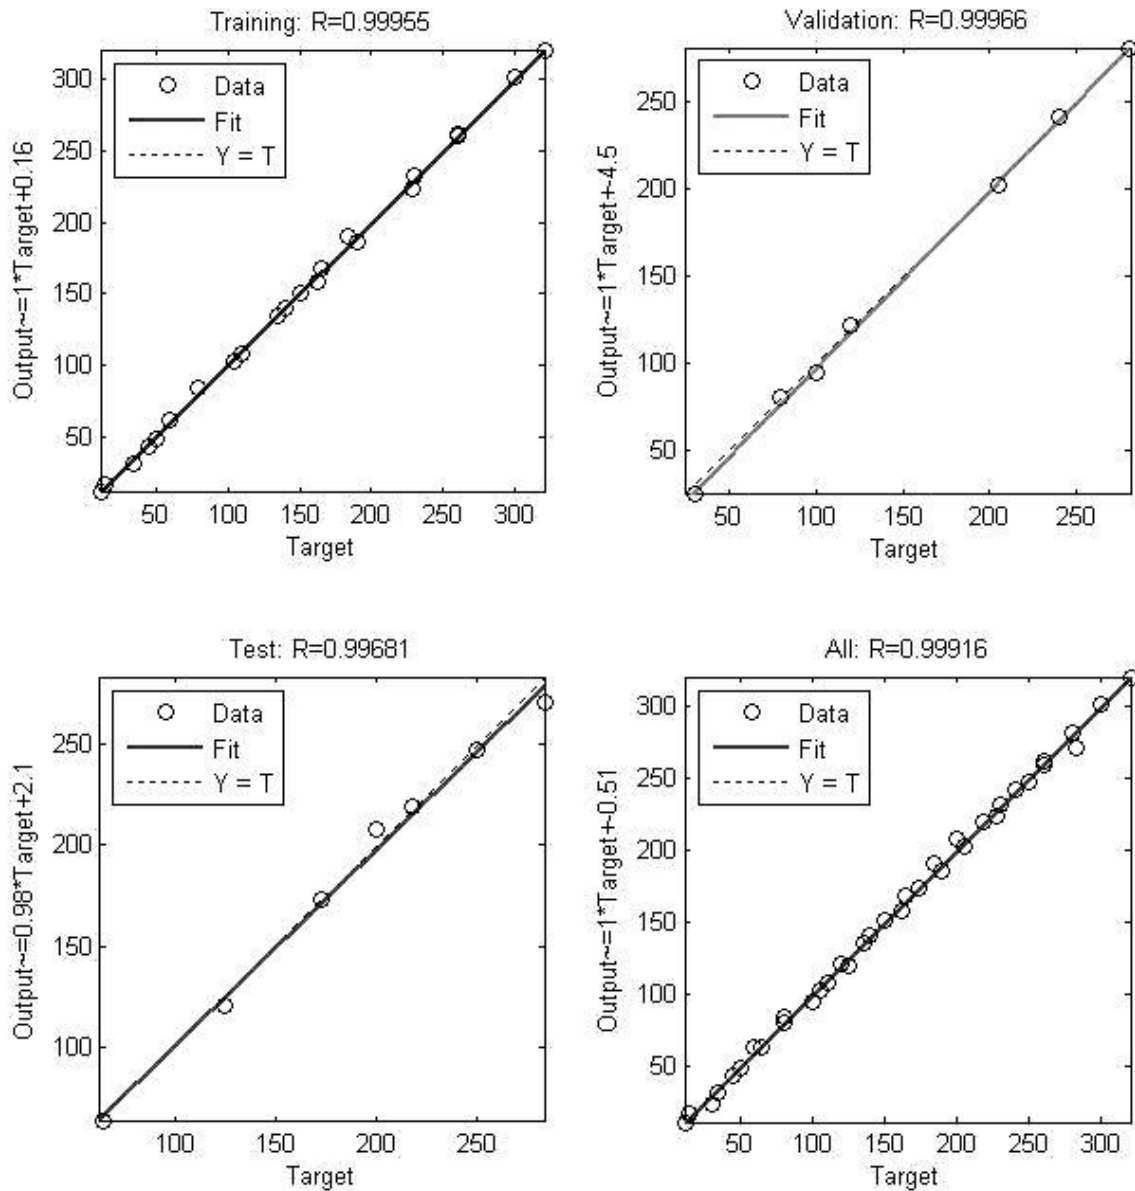 Training: R=0.99955
Output~=1*Target+0.16
300
250
200
150
100
50
Data
Fit
Y = T
50 100 150 200 250 300
Target
Validation: R=0.99966
Output~=1*Target+-4.5
250
200
150
100
50
Data
Fit
Y = T
50 100 150 200 250
Target
Test: R=0.99681
Output~=0.98*Target+2.1
250
200
150
100
Data
Fit
Y = T
100 150 200 250
Target
All: R=0.99916
Output~=1*Target+-0.51
300
250
200
150
100
50
Data
Fit
Y = T
50 100 150 200 250 300
Target